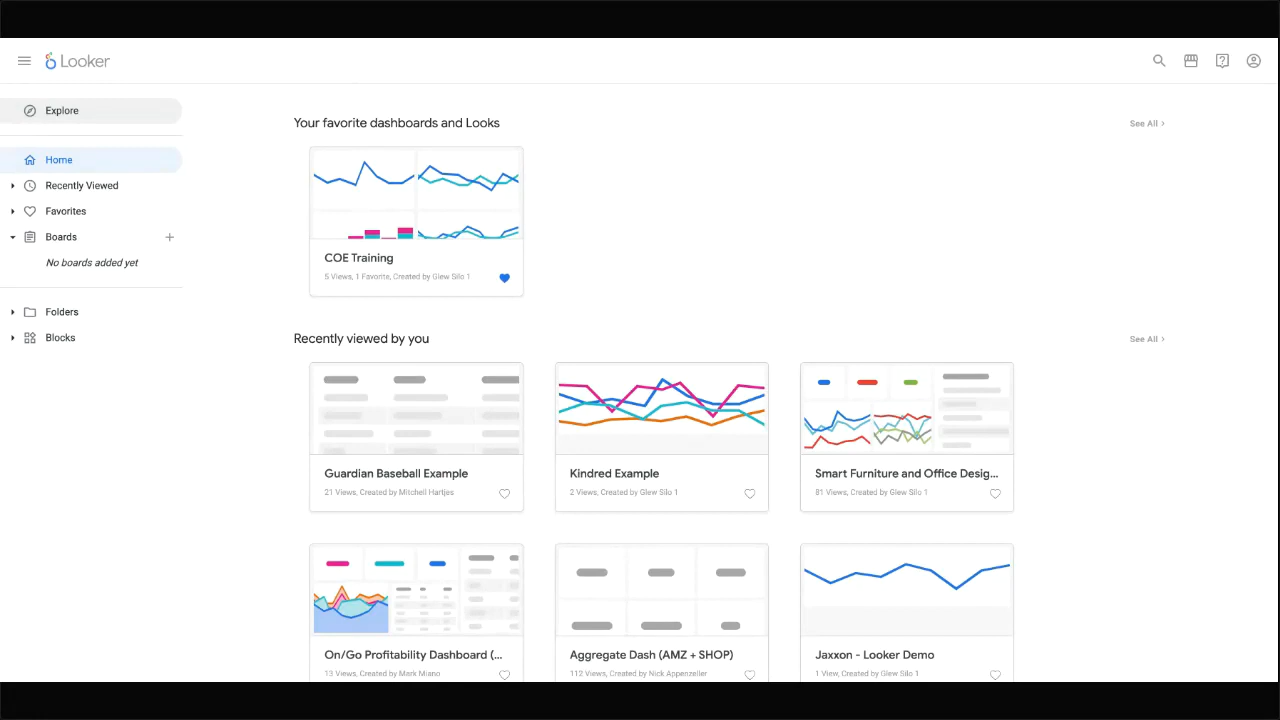 Looker
Explore
Home
Recently Viewed
Favorites
Boards
No boards added yet
Folders
Blocks
Your favorite dashboards and Looks
See All
COE Training
5 Views, 1 Favorite, Created by Glew Silo 1
Recently viewed by you
See All
Guardian Baseball Example
21 Views, Created by Mitchell Hartjes
Kindred Example
2 Views, Created by Glew Silo 1
Smart Furniture and Office Desig...
81 Views, Created by Glew Silo 1
On/Go Profitability Dashboard (...
13 Views, Created by Mark Miano
Aggregate Dash (AMZ + SHOP)
112 Views, Created by Nick Appenzeller
Jaxxon - Looker Demo
1 View, Created by Glew Silo 1